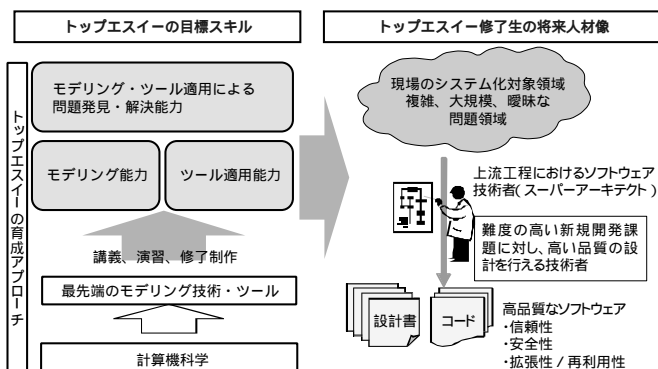 トップエスイーの目標スキル
トップエスイーの育成アプローチ
モデリング・ツール適用による
問題発見・解決能力
モデリング能力
ツール適用能力
講義、演習、修了制作
最先端のモデリング技術・ツール
計算機科学
トップエスイー修了生の将来人材像
現場のシステム化対象領域
複雑、大規模、曖昧な
問題領域
上流工程におけるソフトウェア
技術者(スーパーアーキテクト)
難度の高い新規開発課
題に対し、高い品質の設
計を行える技術者
設計書
コード
高品質なソフトウェア
・信頼性
・安全性
・拡張性 / 再利用性